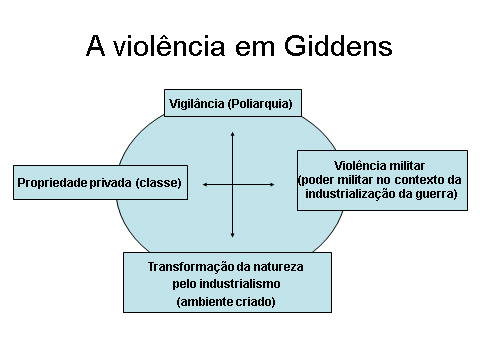 A violência em Giddens
Vigilância (Poliarquia)
Propriedade privada (classe)
Violência militar
(poder militar no contexto da
industrialização da guerra)
Transformação da natureza
pelo industrialismo
(ambiente criado)